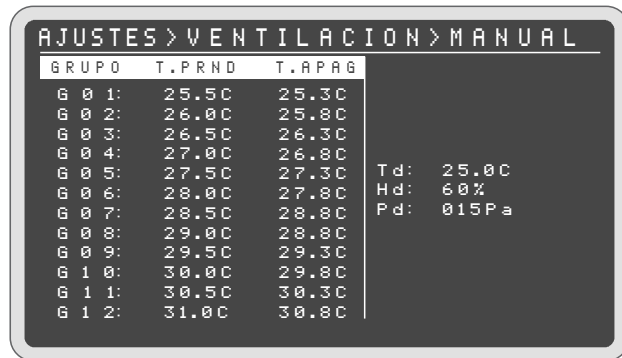 AJUSTES>VENTILACION>MANUAL
GRUPO T.PRND T.APAG
G01: 25.5C 25.3C
G02: 26.0C 25.8C
G03: 26.5C 26.3C
G04: 27.0C 26.8C
G05: 27.5C 27.3C
G06: 28.0C 27.8C
G07: 28.5C 28.8C
G08: 29.0C 28.8C
G09: 29.5C 29.3C
G10: 30.0C 29.8C
G11: 30.5C 30.3C
G12: 31.0C 30.8C
Td: 25.0C
Hd: 60%
Pd: 015Pa